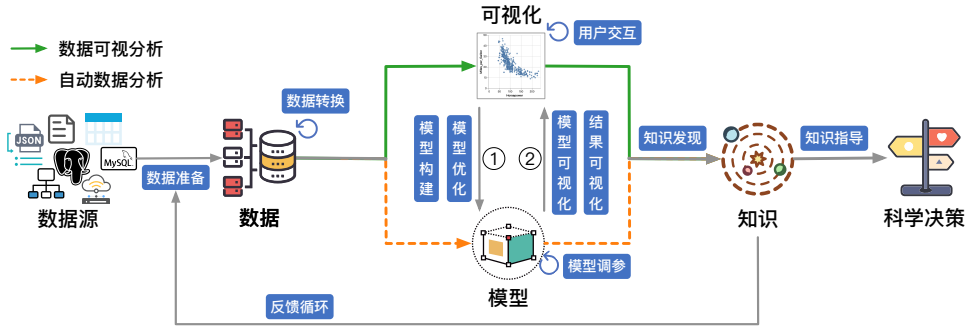 可视化
用户交互
数据可视分析
自动数据分析
数据转换
JSON
MySQL
模型构建
模型优化
①
②
模型可视化
结果可视化
知识发现
知识指导
数据准备
数据源
数据
知识
科学决策
模型调参
模型
反馈循环